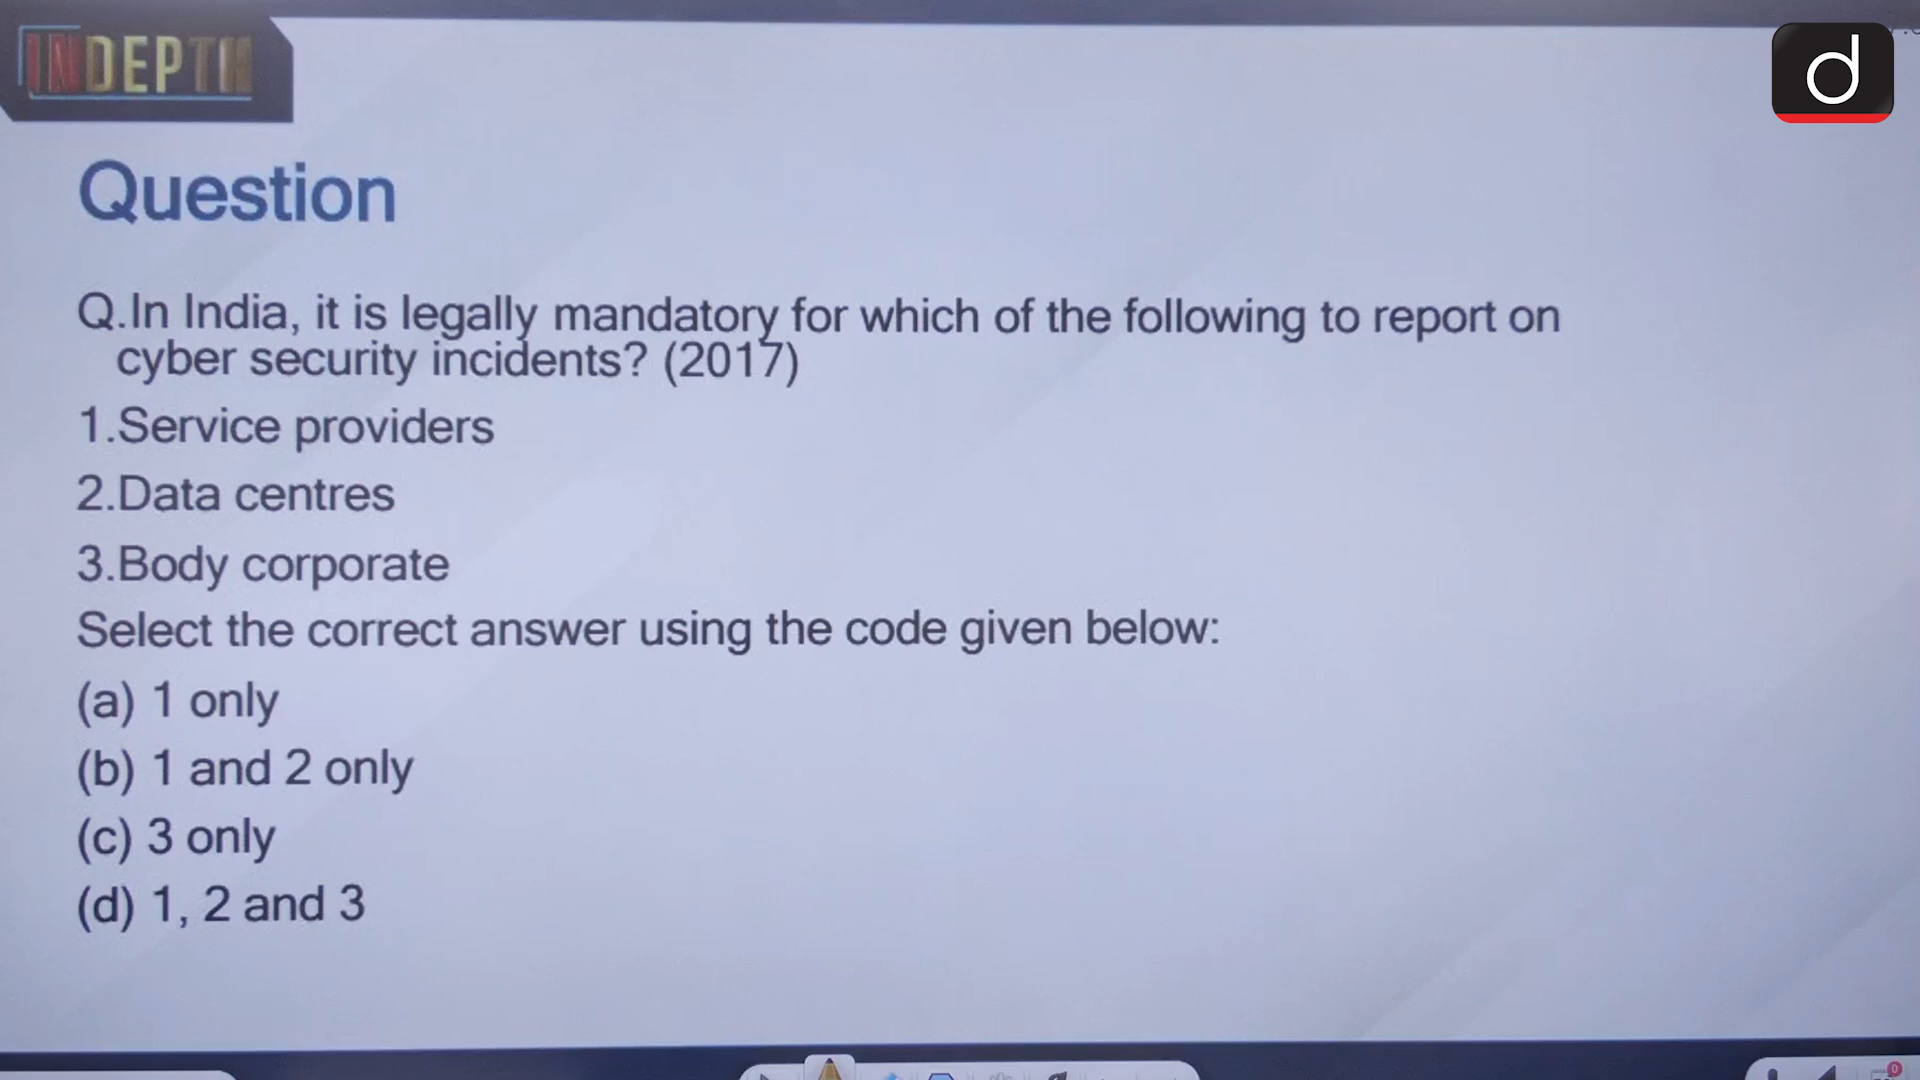 INDEPTH
d
Question
Q.In India, it is legally mandatory for which of the following to report on
cyber security incidents? (2017)
1.Service providers
2.Data centres
3.Body corporate
Select the correct answer using the code given below:
(a) 1 only
(b) 1 and 2 only
(c) 3 only
(d) 1, 2 and 3
0